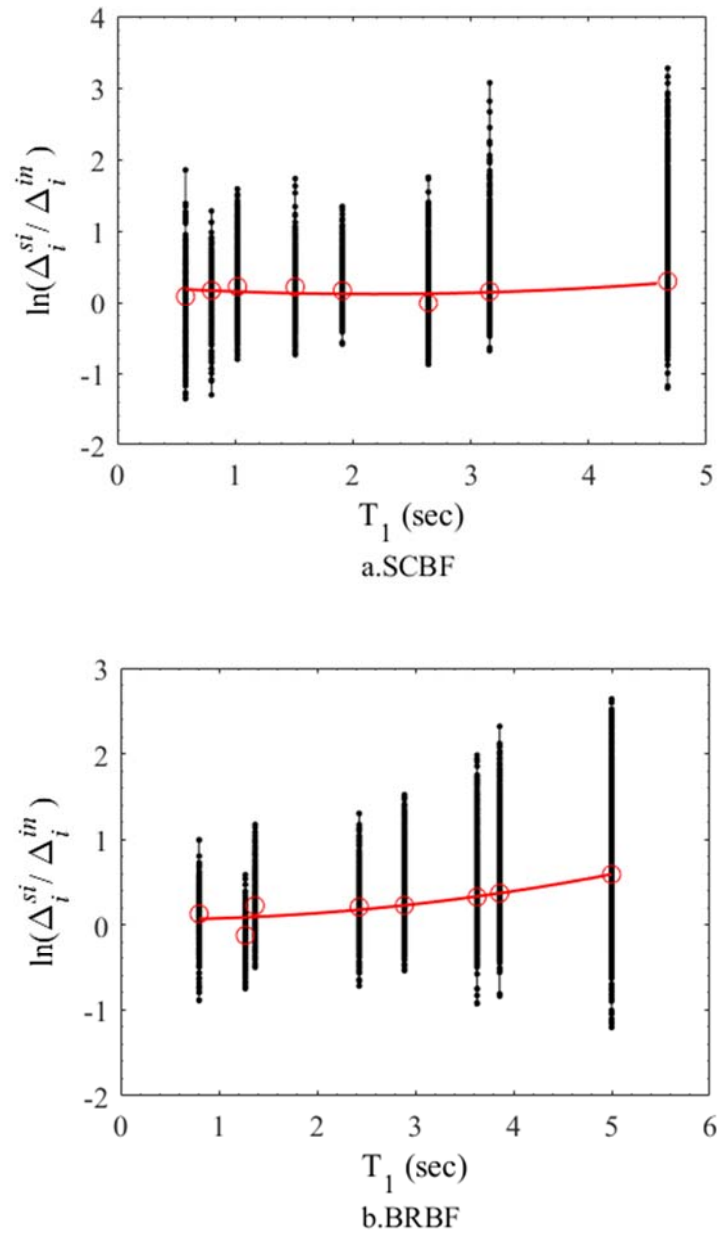 4
3
2
1
0
-1
-2
ln(Δ_i^{si}/ Δ_i^{in})
0 1 2 3 4 5
T_1 (sec)
a.SCBF
3
2
1
0
-1
-2
ln(Δ_i^{si}/ Δ_i^{in})
0 1 2 3 4 5 6
T_1 (sec)
b.BRBF